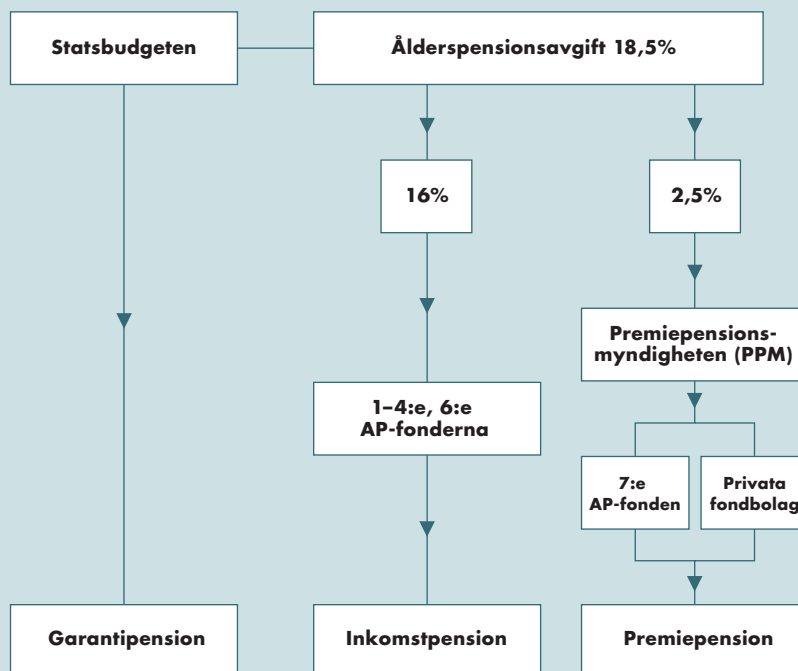 Statsbudgeten
Ålderspensionsavgift 18,5%
16%
2,5%
Premiepensions-
myndigheten (PPM)
1–4:e, 6:e
AP-fonderna
7:e
AP-fonden
Privata
fondbolag
Garantipension
Inkomstpension
Premiepension